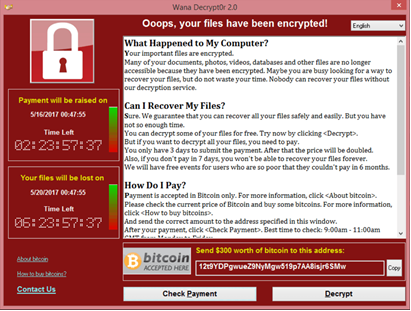 Wana Decrypt0r 2.0
Ooops, your files have been encrypted!
English
What Happened to My Computer?
Your important files are encrypted.
Many of your documents, photos, videos, databases and other files are no longer
accessible because they have been encrypted. Maybe you are busy looking for a way to
recover your files, but do not waste your time. Nobody can recover your files without
our decryption service.
Can I Recover My Files?
Sure. We guarantee that you can recover all your files safely and easily. But you have
not so enough time.
You can decrypt some of your files for free. Try now by clicking <Decrypt>.
But if you want to decrypt all your files, you need to pay.
You only have 3 days to submit the payment. After that the price will be doubled.
Also, if you don't pay in 7 days, you won't be able to recover your files forever.
We will have free events for users who are so poor that they couldn't pay in 6 months.
How Do I Pay?
Payment is accepted in Bitcoin only. For more information, click <About bitcoin>.
Please check the current price of Bitcoin and buy some bitcoins. For more information,
click <How to buy bitcoins>.
And send the correct amount to the address specified in this window.
After your payment, click <Check Payment>. Best time to check: 9:00am - 11:00am
GMT from Monday to Friday.
Payment will be raised on
5/16/2017 00:47:55
Time Left
02:23:57:37
Your files will be lost on
5/20/2017 00:47:55
Time Left
06:23:57:37
About bitcoin
How to buy bitcoins?
Contact Us
bitcoin
ACCEPTED HERE
Send $300 worth of bitcoin to this address:
12t9YDPgwueZ9NyMgw519p7AA8isjr6SMw
Copy
Check Payment
Decrypt